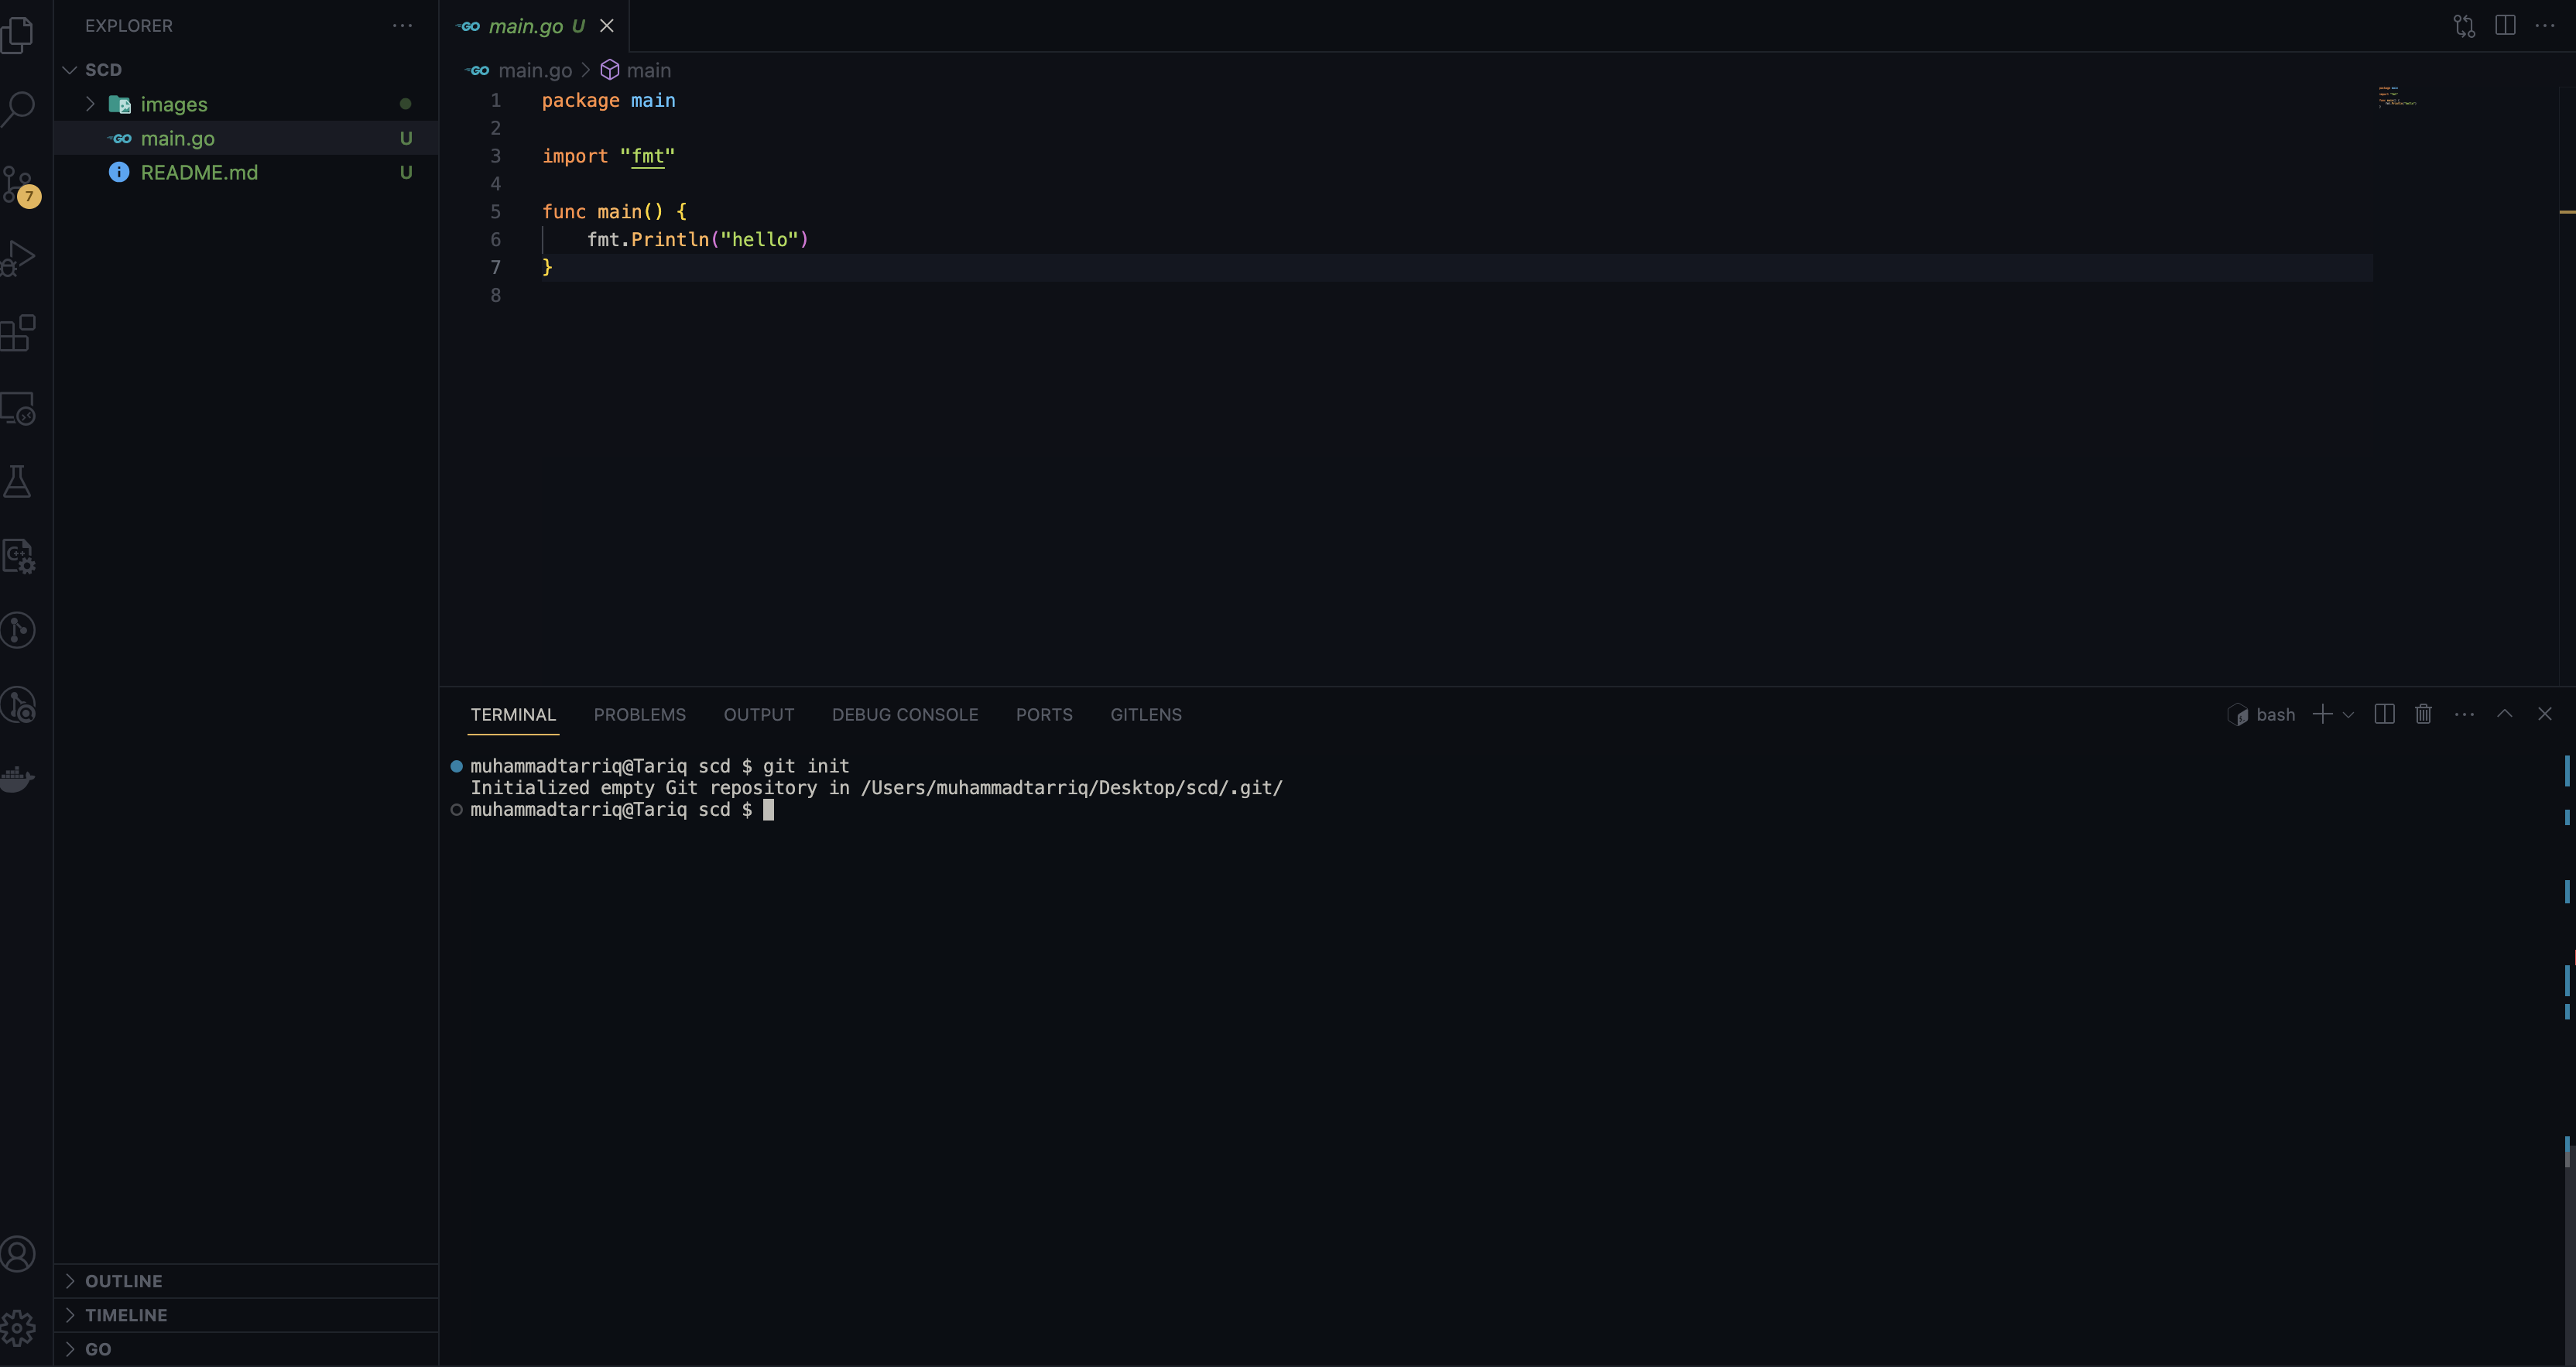 EXPLORER
SCD
images
GO main.go U
README.md U
7
OUTLINE
TIMELINE
GO
GO main.go U
GO main.go > main
1 package main
2
3 import "fmt"
4
5 func main() {
6 fmt.Println("hello")
7 }
8
TERMINAL PROBLEMS OUTPUT DEBUG CONSOLE PORTS GITLENS
bash
muhammadtarriq@Tariq scd $ git init
Initialized empty Git repository in /Users/muhammadtarriq/Desktop/scd/.git/
muhammadtarriq@Tariq scd $